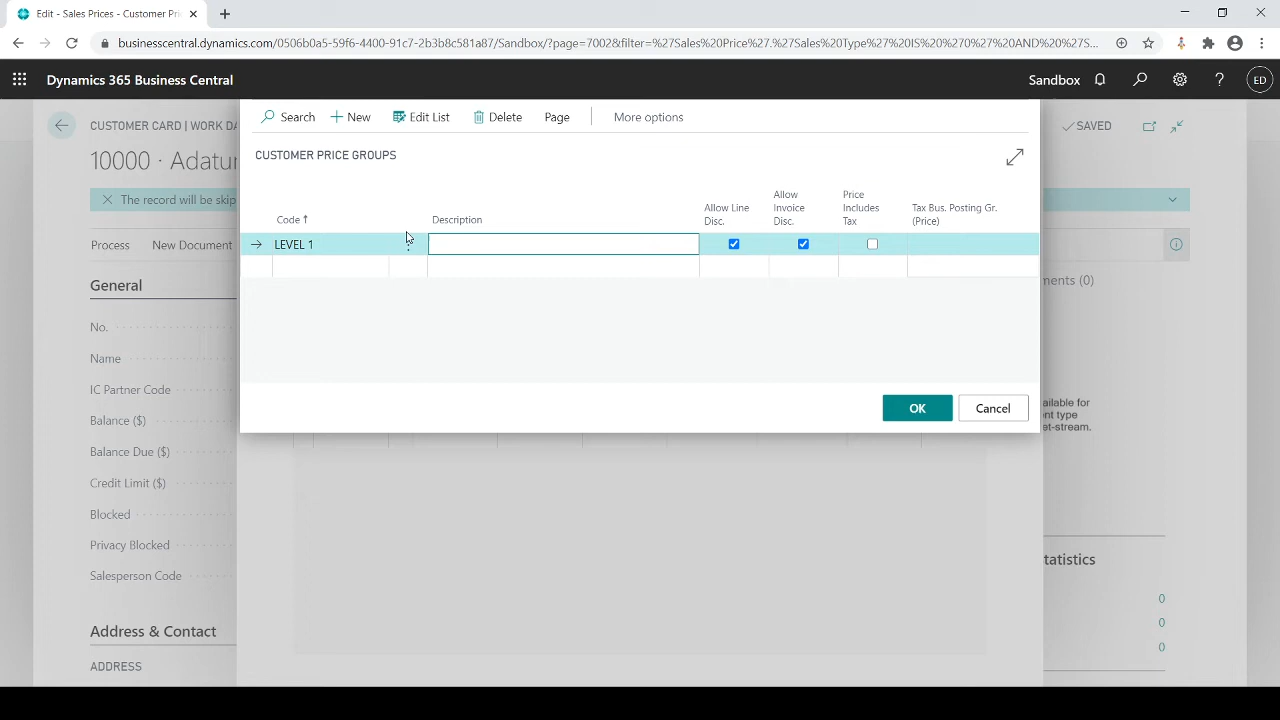 Edit - Sales Prices - Customer Pri
businesscentral.dynamics.com/0506b0a5-59f6-4400-91c7-2b3b8c581a87/Sandbox/?page=7002&filter=%27Sales%20Price%27.%27Sales%20Type%27%20IS%20%270%27%20AND%20%27S...
Dynamics 365 Business Central
Sandbox
ED
CUSTOMER CARD | WORK DA
SAVED
10000 · Adatu
The record will be skip
Process New Document
General
No.
Name
IC Partner Code
Balance ($)
Balance Due ($)
Credit Limit ($)
Blocked
Privacy Blocked
Salesperson Code
Address & Contact
ADDRESS
Search New Edit List Delete Page More options
CUSTOMER PRICE GROUPS
Code ↑
Description
Allow Line
Disc.
Allow
Invoice
Disc.
Price
Includes
Tax
Tax Bus. Posting Gr.
(Price)
LEVEL 1
OK Cancel
ments (0)
ailable for
nt type
et-stream.
tatistics
0
0
0